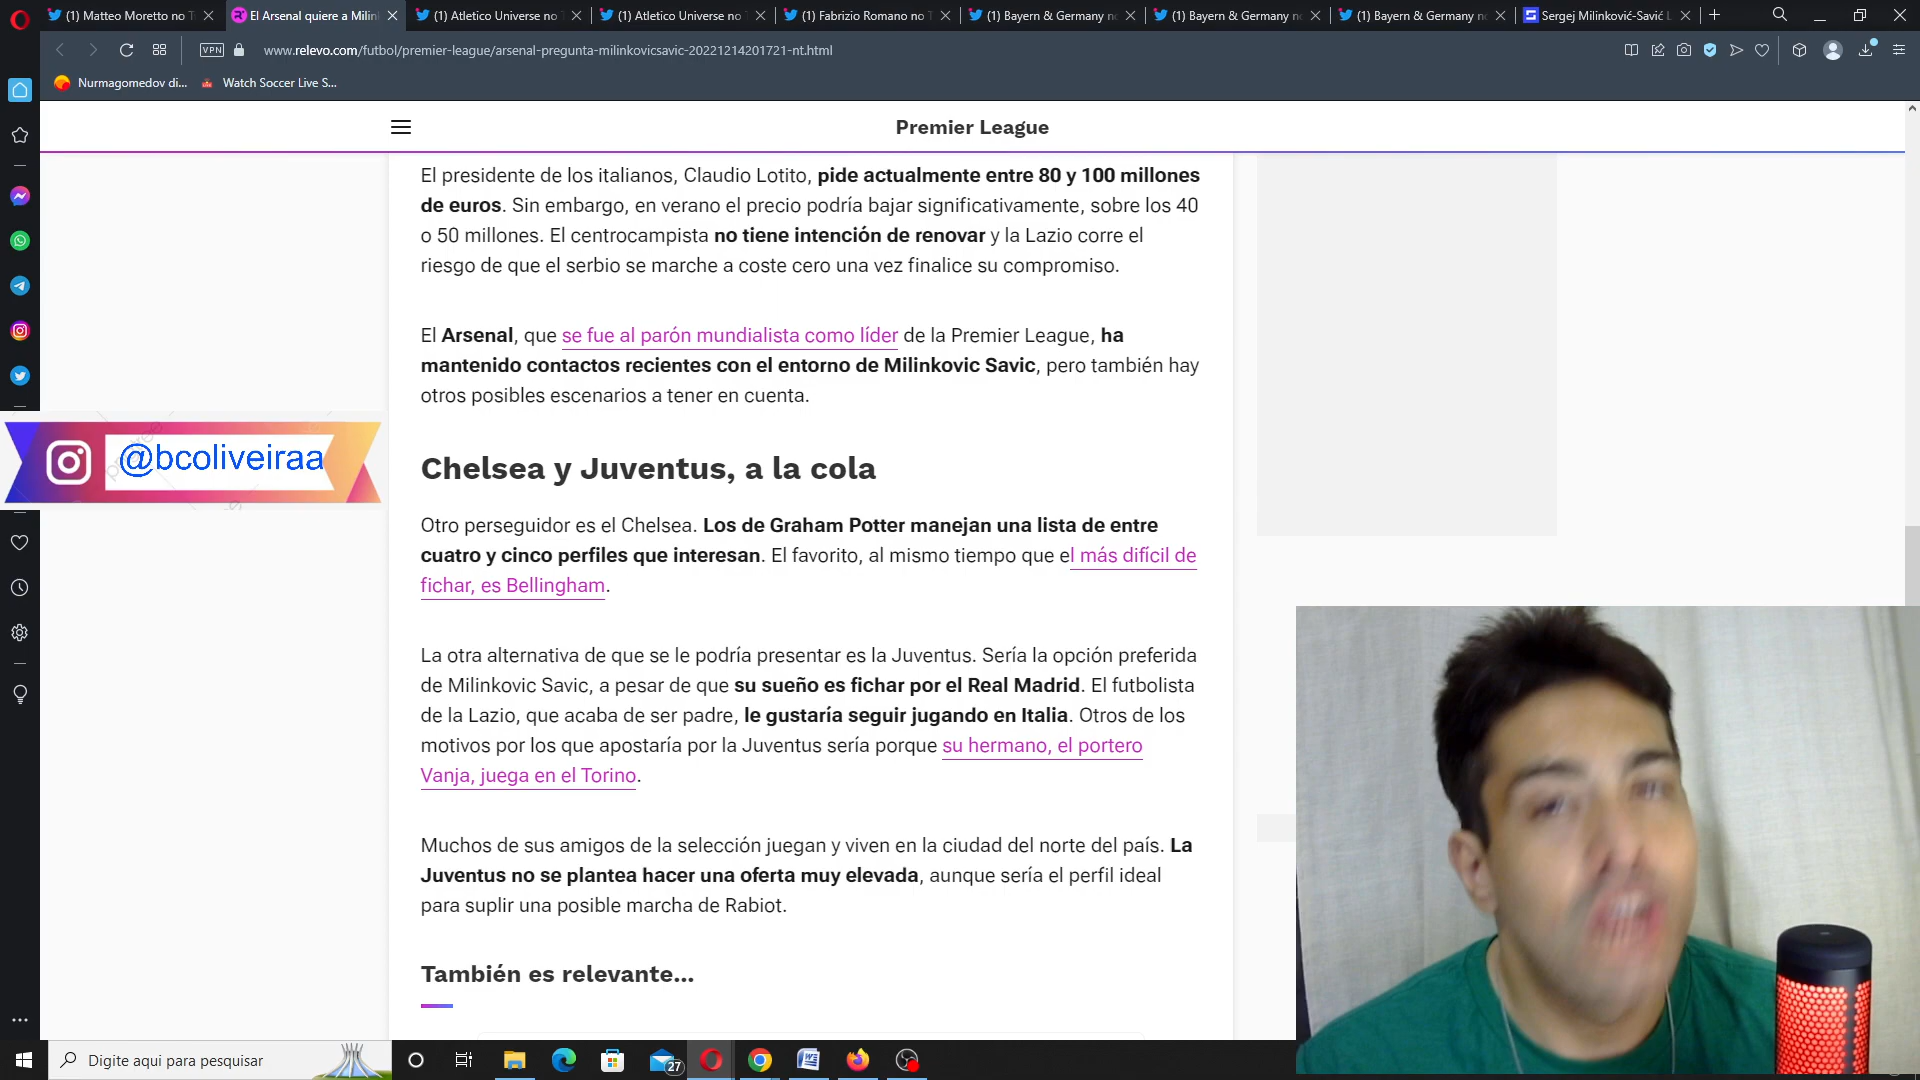 (1) Matteo Moretto no T
El Arsenal quiere a Milin
(1) Atletico Universe no T
(1) Atletico Universe no T
(1) Fabrizio Romano no T
(1) Bayern & Germany no
(1) Bayern & Germany no
(1) Bayern & Germany no
Sergej Milinković-Savić L
VPN
www.relevo.com/futbol/premier-league/arsenal-pregunta-milinkovicsavic-20221214201721-nt.html
Nurmagomedov di...
Watch Soccer Live S...
Premier League
El presidente de los italianos, Claudio Lotito, pide actualmente entre 80 y 100 millones
de euros. Sin embargo, en verano el precio podría bajar significativamente, sobre los 40
o 50 millones. El centrocampista no tiene intención de renovar y la Lazio corre el
riesgo de que el serbio se marche a coste cero una vez finalice su compromiso.
El Arsenal, que se fue al parón mundialista como líder de la Premier League, ha
mantenido contactos recientes con el entorno de Milinkovic Savic, pero también hay
otros posibles escenarios a tener en cuenta.
@bcoliveiraa
Chelsea y Juventus, a la cola
Otro perseguidor es el Chelsea. Los de Graham Potter manejan una lista de entre
cuatro y cinco perfiles que interesan. El favorito, al mismo tiempo que el más difícil de
fichar, es Bellingham.
La otra alternativa de que se le podría presentar es la Juventus. Sería la opción preferida
de Milinkovic Savic, a pesar de que su sueño es fichar por el Real Madrid. El futbolista
de la Lazio, que acaba de ser padre, le gustaría seguir jugando en Italia. Otros de los
motivos por los que apostaría por la Juventus sería porque su hermano, el portero
Vanja, juega en el Torino.
Muchos de sus amigos de la selección juegan y viven en la ciudad del norte del país. La
Juventus no se plantea hacer una oferta muy elevada, aunque sería el perfil ideal
para suplir una posible marcha de Rabiot.
También es relevante...
Digite aqui para pesquisar
27